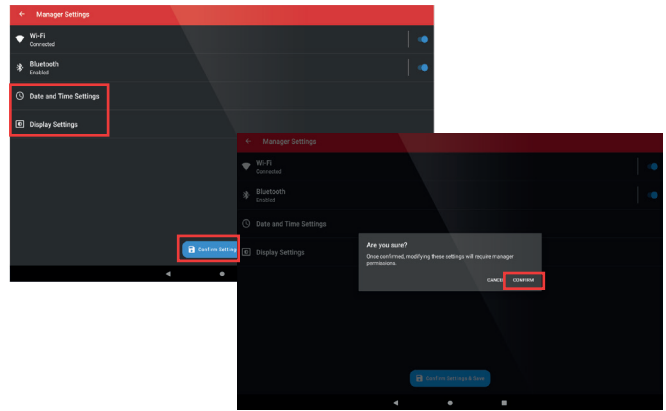 Manager Settings
Wi-Fi
Connected
Bluetooth
Enabled
Date and Time Settings
Display Settings
Confirm Setting
Manager Settings
Wi-Fi
Connected
Bluetooth
Enabled
Date and Time Settings
Display Settings
Are you sure?
Once confirmed, modifying these settings will require manager
permissions.
CANCEL CONFIRM
Confirm Settings & Save